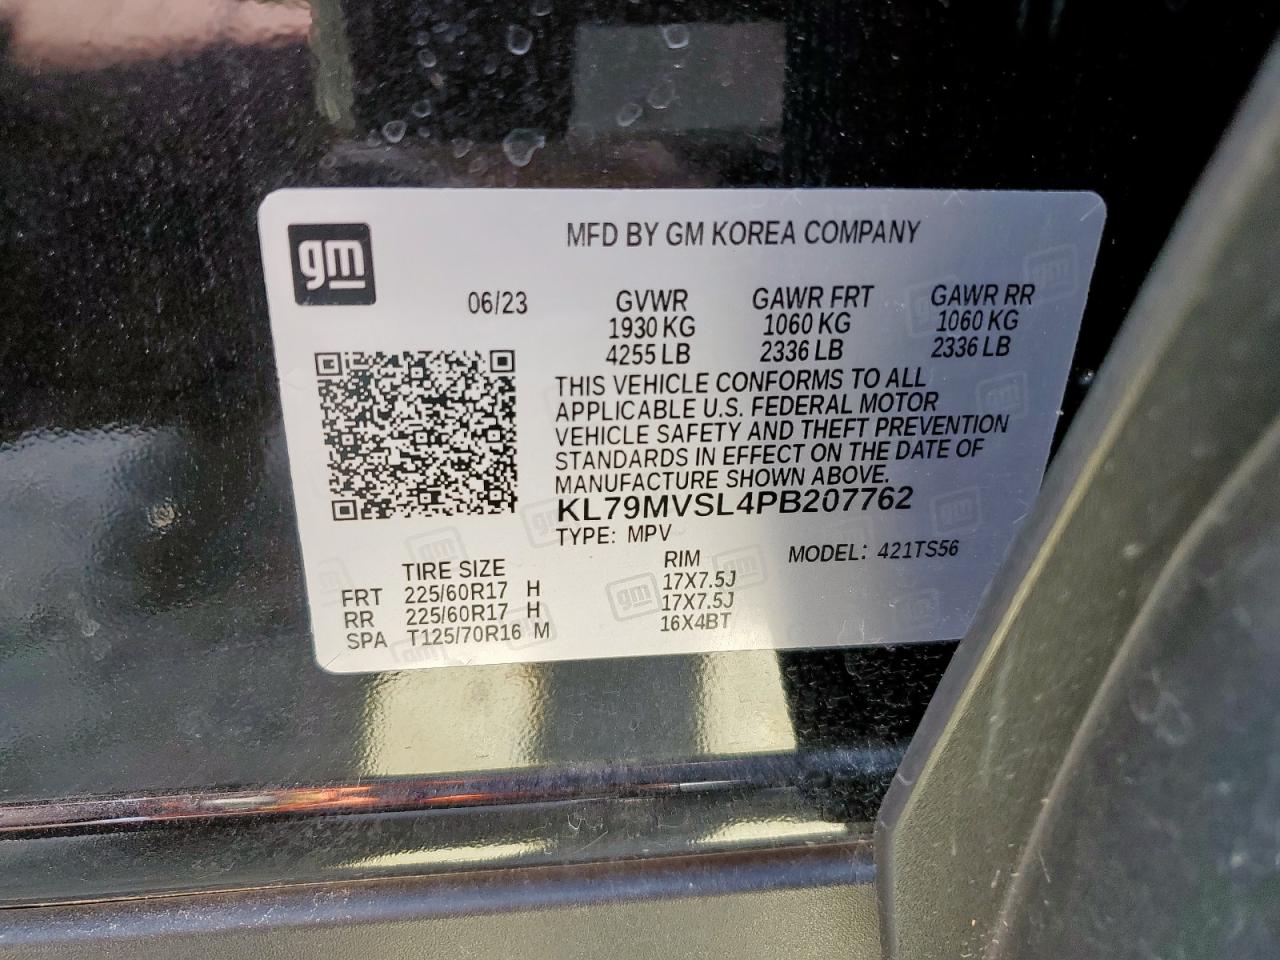 gm
MFD BY GM KOREA COMPANY
06/23
GVWR GAWR FRT GAWR RR
1930 KG 1060 KG 1060 KG
4255 LB 2336 LB 2336 LB
THIS VEHICLE CONFORMS TO ALL
APPLICABLE U.S. FEDERAL MOTOR
VEHICLE SAFETY AND THEFT PREVENTION
STANDARDS IN EFFECT ON THE DATE OF
MANUFACTURE SHOWN ABOVE.
KL79MVSL4PB207762
TYPE: MPV MODEL: 421TS56
TIRE SIZE RIM
FRT 225/60R17 H 17X7.5J
RR 225/60R17 H 17X7.5J
SPA T125/70R16 M 16X4BT
gm